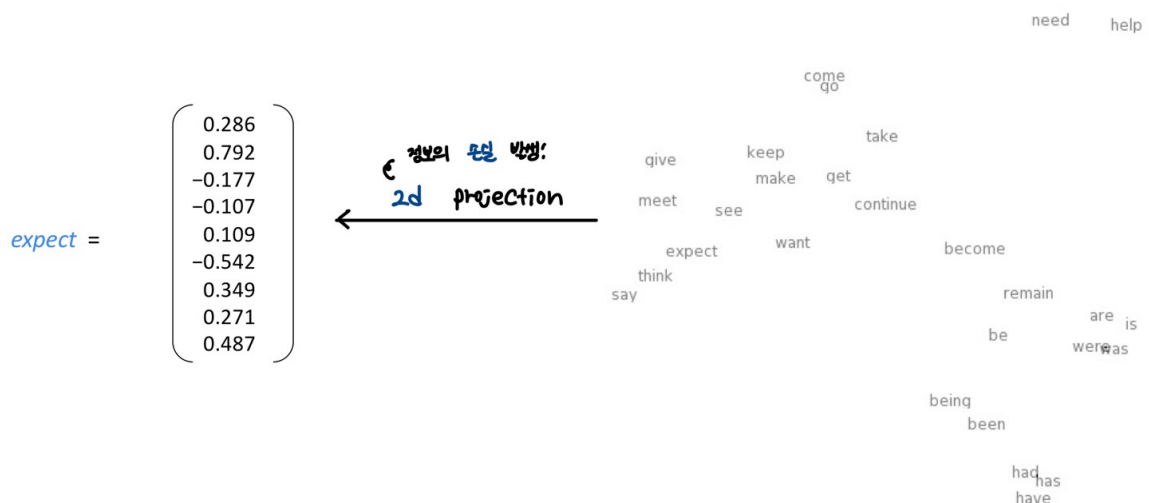 expect =
0.286
0.792
−0.177
−0.107
0.109
−0.542
0.349
0.271
0.487
정보의 손실 발생!
2d projection
need help
come
go
take
give keep
make get
meet see continue
expect want become
think
say remain
are is
be were was
being
been
had has
have